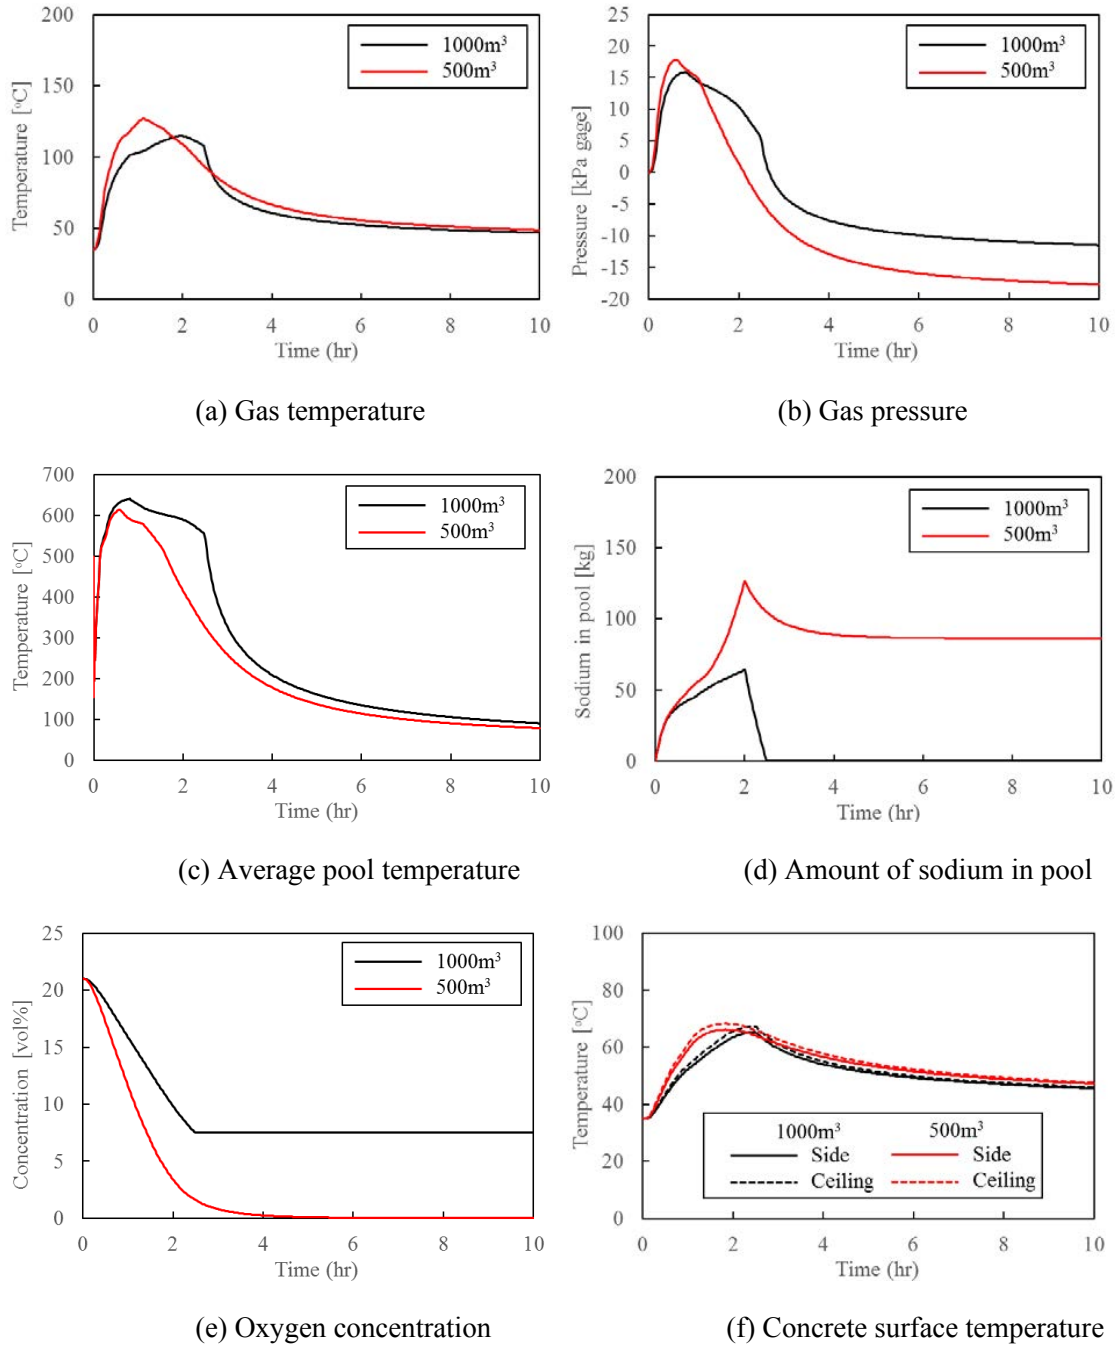 200
150
100
50
0
Temperature [°C]
1000m³
500m³
0 2 4 6 8 10
Time (hr)
(a) Gas temperature
25
20
15
10
5
0
-5
-10
-15
-20
Pressure [kPa gage]
1000m³
500m³
0 2 4 6 8 10
Time (hr)
(b) Gas pressure
700
600
500
400
300
200
100
0
Temperature [°C]
1000m³
500m³
0 2 4 6 8 10
Time (hr)
(c) Average pool temperature
200
150
100
50
0
Sodium in pool [kg]
1000m³
500m³
0 2 4 6 8 10
Time (hr)
(d) Amount of sodium in pool
25
20
15
10
5
0
Concentration [vol%]
1000m³
500m³
0 2 4 6 8 10
Time (hr)
(e) Oxygen concentration
100
80
60
40
20
0
Temperature [°C]
1000m³ 500m³
Side Side
Ceiling Ceiling
0 2 4 6 8 10
Time (hr)
(f) Concrete surface temperature